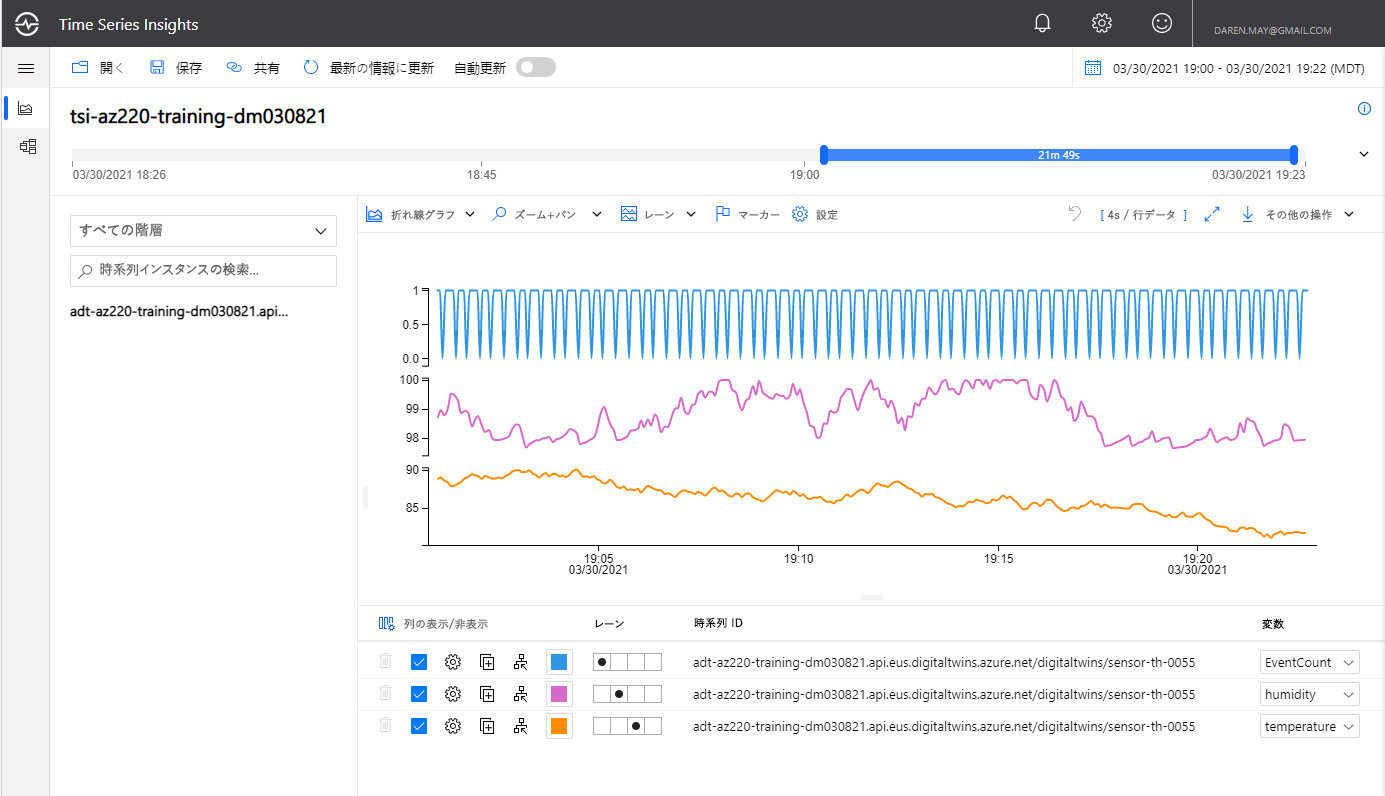 Time Series Insights
DAREN.MAY@GMAIL.COM
開く 保存 共有 最新の情報に更新 自動更新
03/30/2021 19:00 - 03/30/2021 19:22 (MDT)
tsi-az220-training-dm030821
21m 49s
03/30/2021 18:26 18:45 19:00 03/30/2021 19:23
すべての階層
時系列インスタンスの検索...
adt-az220-training-dm030821.api...
折れ線グラフ ズーム+パン レーン マーカー 設定 [ 4s / 行データ ] その他の操作
1
0.5
0.0
100
99
98
90
85
19:05 19:10 19:15 19:20
03/30/2021 03/30/2021
列の表示/非表示 レーン 時系列 ID 変数
adt-az220-training-dm030821.api.eus.digitaltwins.azure.net/digitaltwins/sensor-th-0055 EventCount
adt-az220-training-dm030821.api.eus.digitaltwins.azure.net/digitaltwins/sensor-th-0055 humidity
adt-az220-training-dm030821.api.eus.digitaltwins.azure.net/digitaltwins/sensor-th-0055 temperature